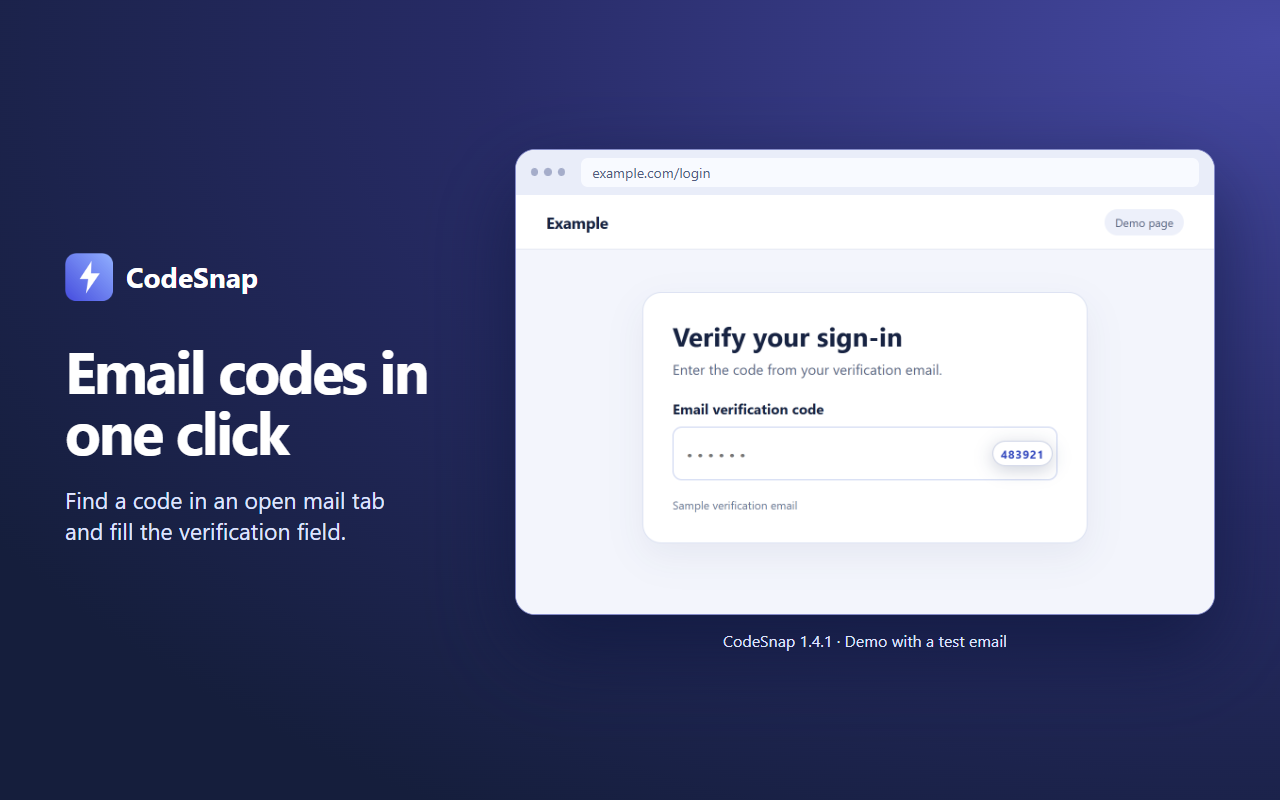 CodeSnap
Email codes in
one click
Find a code in an open mail tab
and fill the verification field.
example.com/login
Example
Demo page
Verify your sign-in
Enter the code from your verification email.
Email verification code
••••••
483921
Sample verification email
CodeSnap 1.4.1 · Demo with a test email